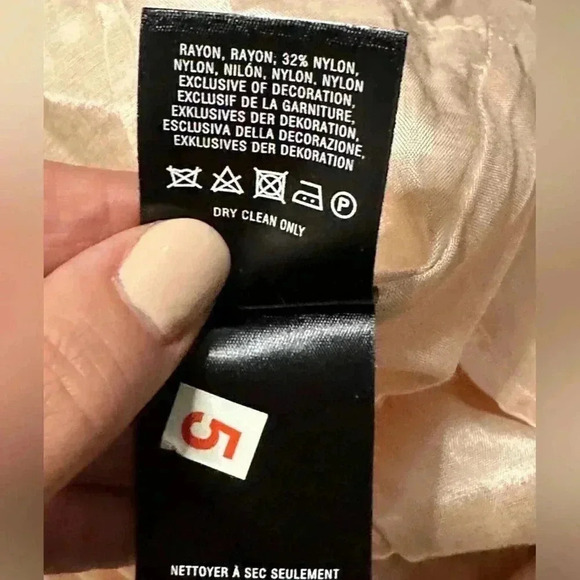 RAYON, RAYON, 32% NYLON,
NYLON, NILÓN, NYLON. NYLON
EXCLUSIVE OF DECORATION,
EXCLUSIF DE LA GARNITURE,
EXKLUSIVES DER DEKORATION,
ESCLUSIVA DELLA DECORAZIONE,
EXKLUSIVES DER DEKORATION
P
DRY CLEAN ONLY
5
NETTOYER À SEC SEULEMENT